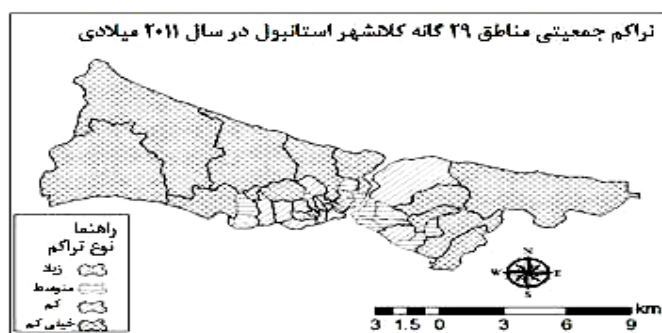 تراکم جمعیتی مناطق ۲۹ گانه کلانشهر استانبول در سال ۲۰۱۱ میلادی
راهنما
نوع تراکم
زیاد
متوسط
کم
خیلی کم
N
W E
S
km
3 1.5 0 3 6 9